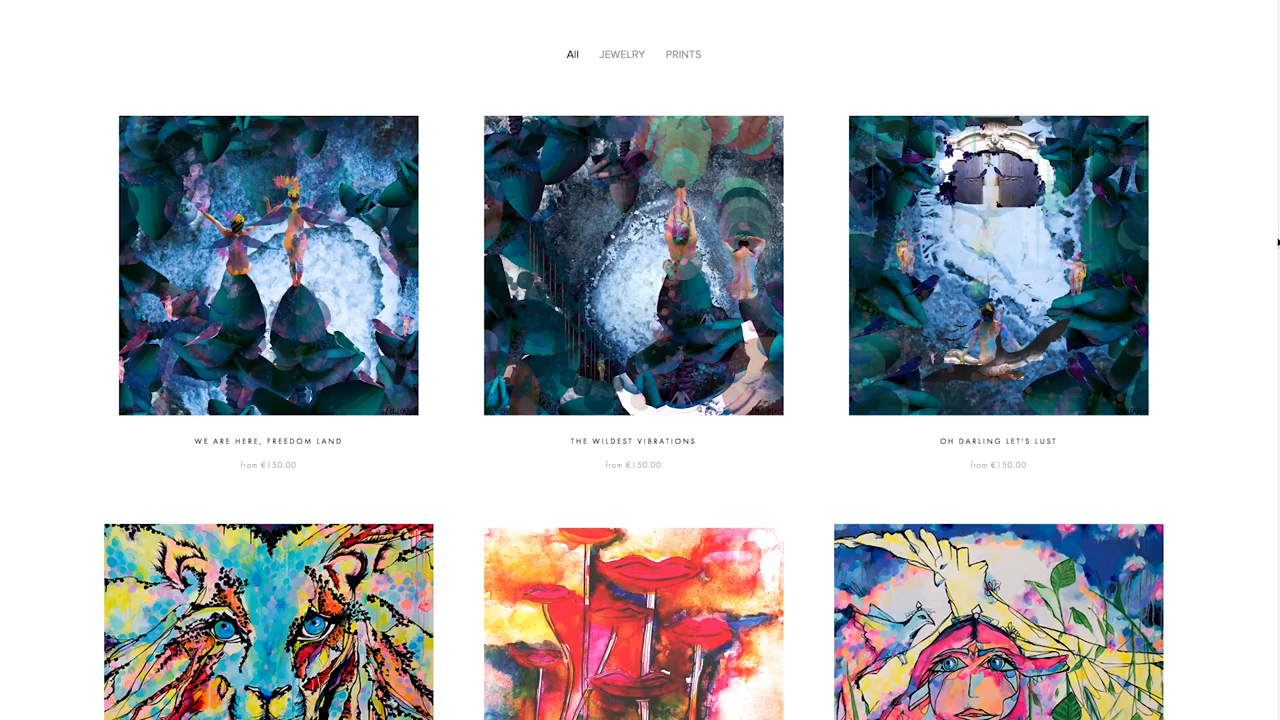 All JEWELRY PRINTS
WE ARE HERE, FREEDOM LAND
from €150.00
THE WILDEST VIBRATIONS
from €150.00
OH DARLING LET'S LUST
from €150.00